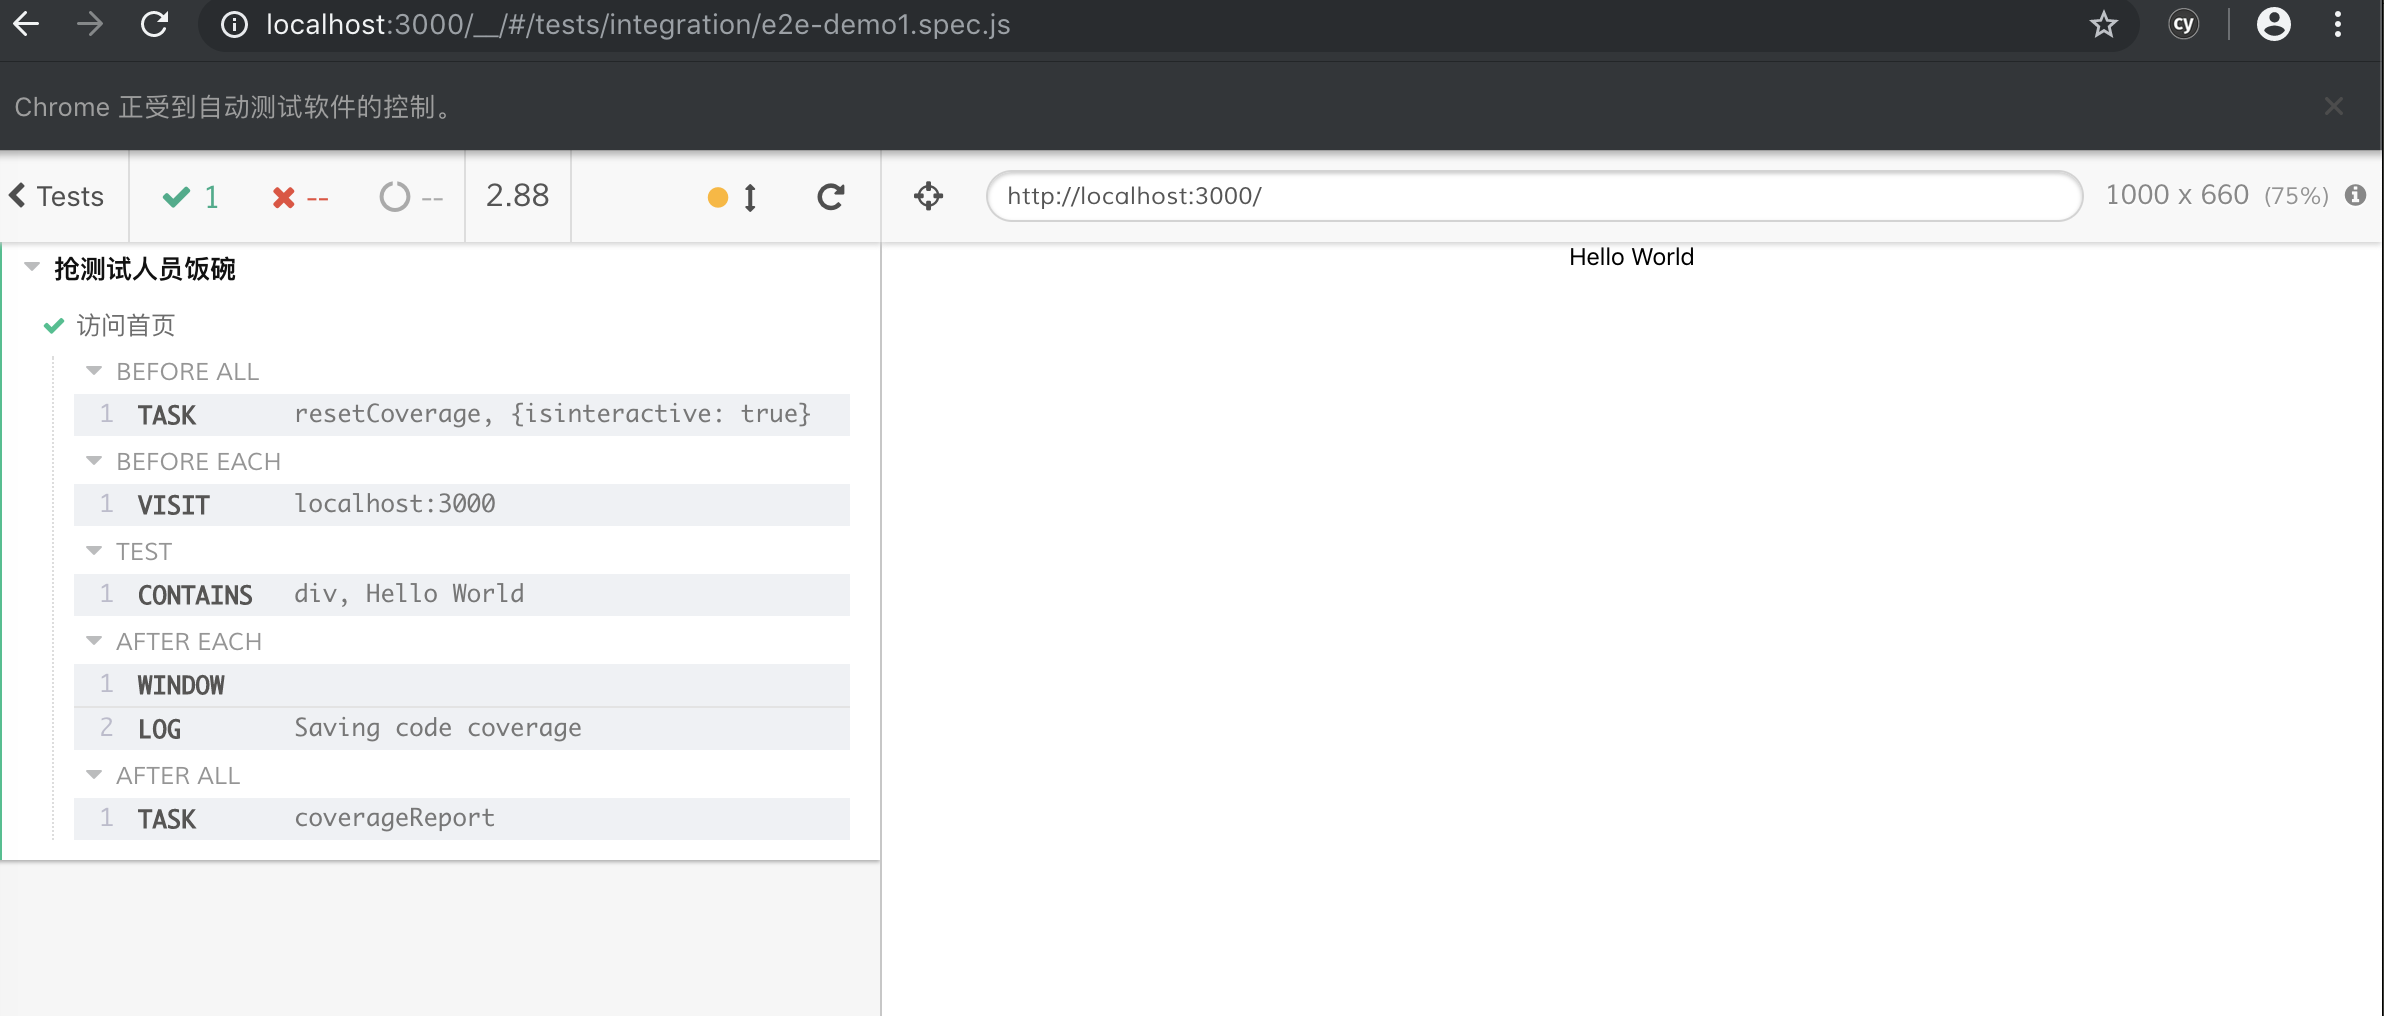 localhost:3000/__/#/tests/integration/e2e-demo1.spec.js
cy
Chrome 正受到自动测试软件的控制。
Tests 1 -- -- 2.88
http://localhost:3000/ 1000 x 660 (75%)
抢测试人员饭碗
Hello World
访问首页
BEFORE ALL
1 TASK resetCoverage, {isinteractive: true}
BEFORE EACH
1 VISIT localhost:3000
TEST
1 CONTAINS div, Hello World
AFTER EACH
1 WINDOW
2 LOG Saving code coverage
AFTER ALL
1 TASK coverageReport